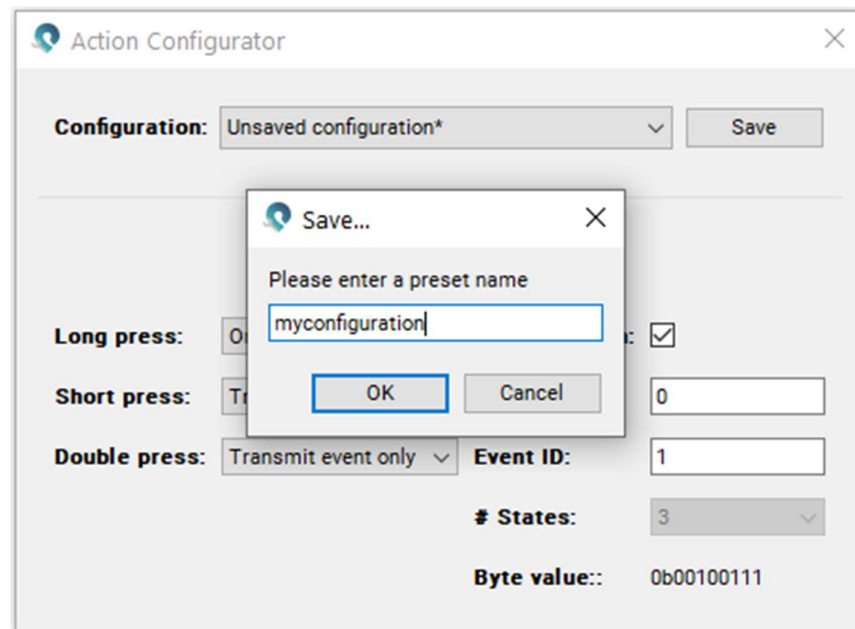 Action Configurator
Configuration: Unsaved configuration* Save
Save...
Please enter a preset name
myconfiguration
OK Cancel
Long press:
Short press: 0
Double press: Transmit event only Event ID: 1
# States: 3
Byte value:: 0b00100111